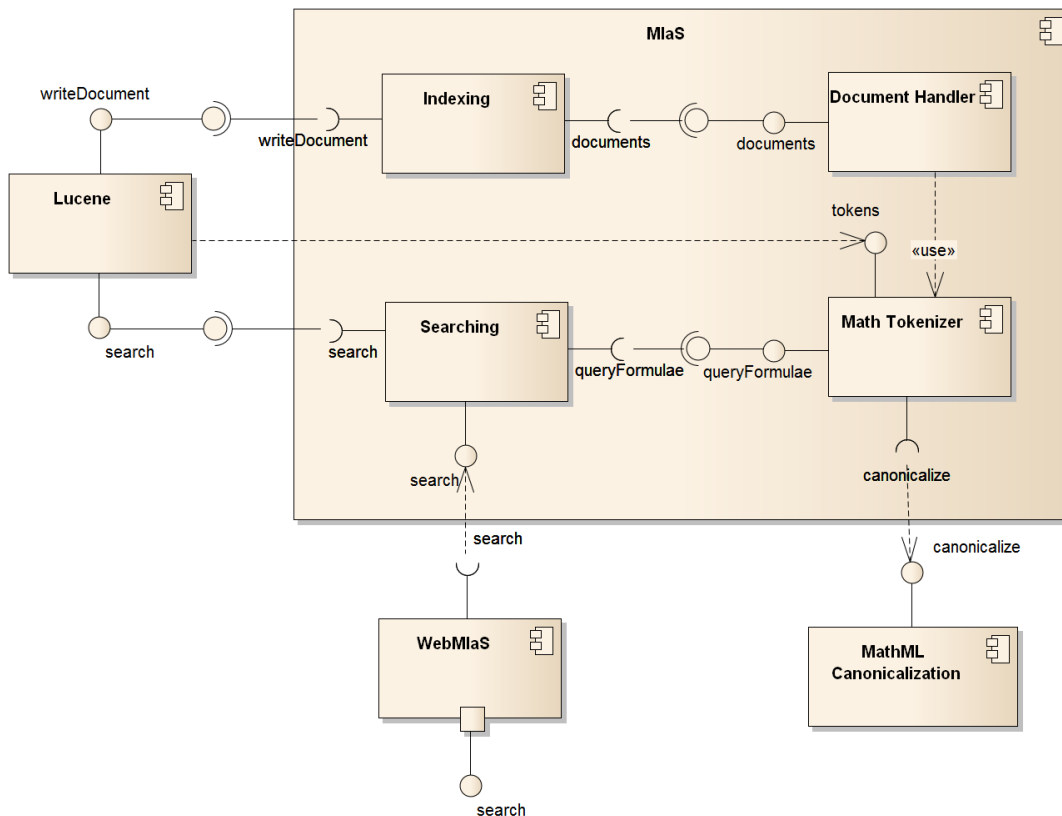 MIaS
writeDocument
Indexing
Document Handler
writeDocument
documents
documents
Lucene
tokens
«use»
Searching
Math Tokenizer
search
search
queryFormulae
queryFormulae
search
canonicalize
search
canonicalize
WebMIaS
MathML
Canonicalization
search